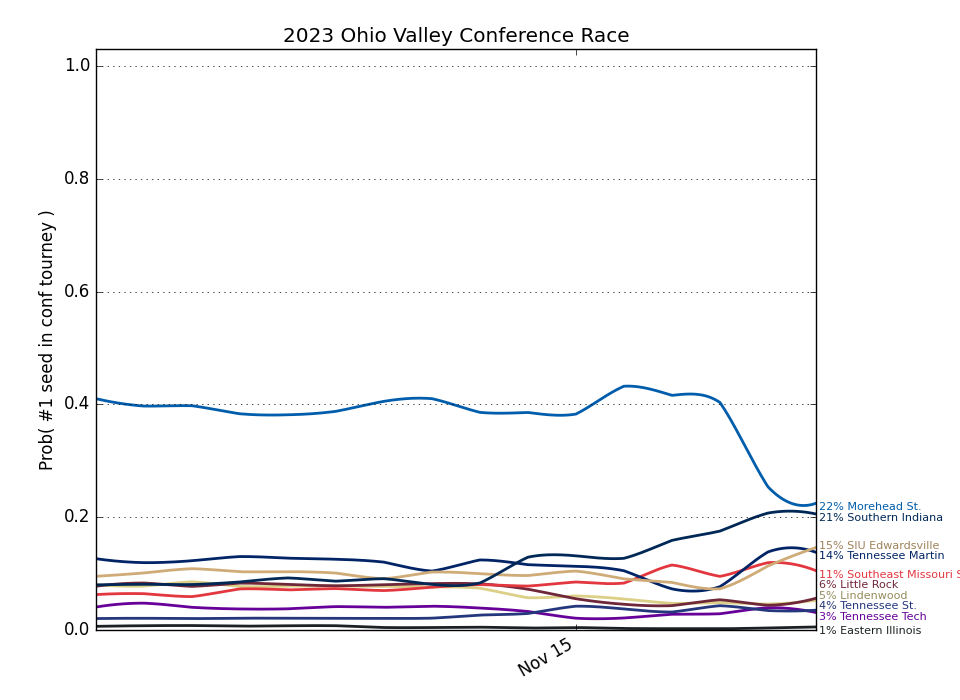 2023 Ohio Valley Conference Race
Prob( #1 seed in conf tourney )
1.0
0.8
0.6
0.4
0.2
0.0
Nov 15
22% Morehead St.
21% Southern Indiana
15% SIU Edwardsville
14% Tennessee Martin
11% Southeast Missouri S
6% Little Rock
5% Lindenwood
4% Tennessee St.
3% Tennessee Tech
1% Eastern Illinois